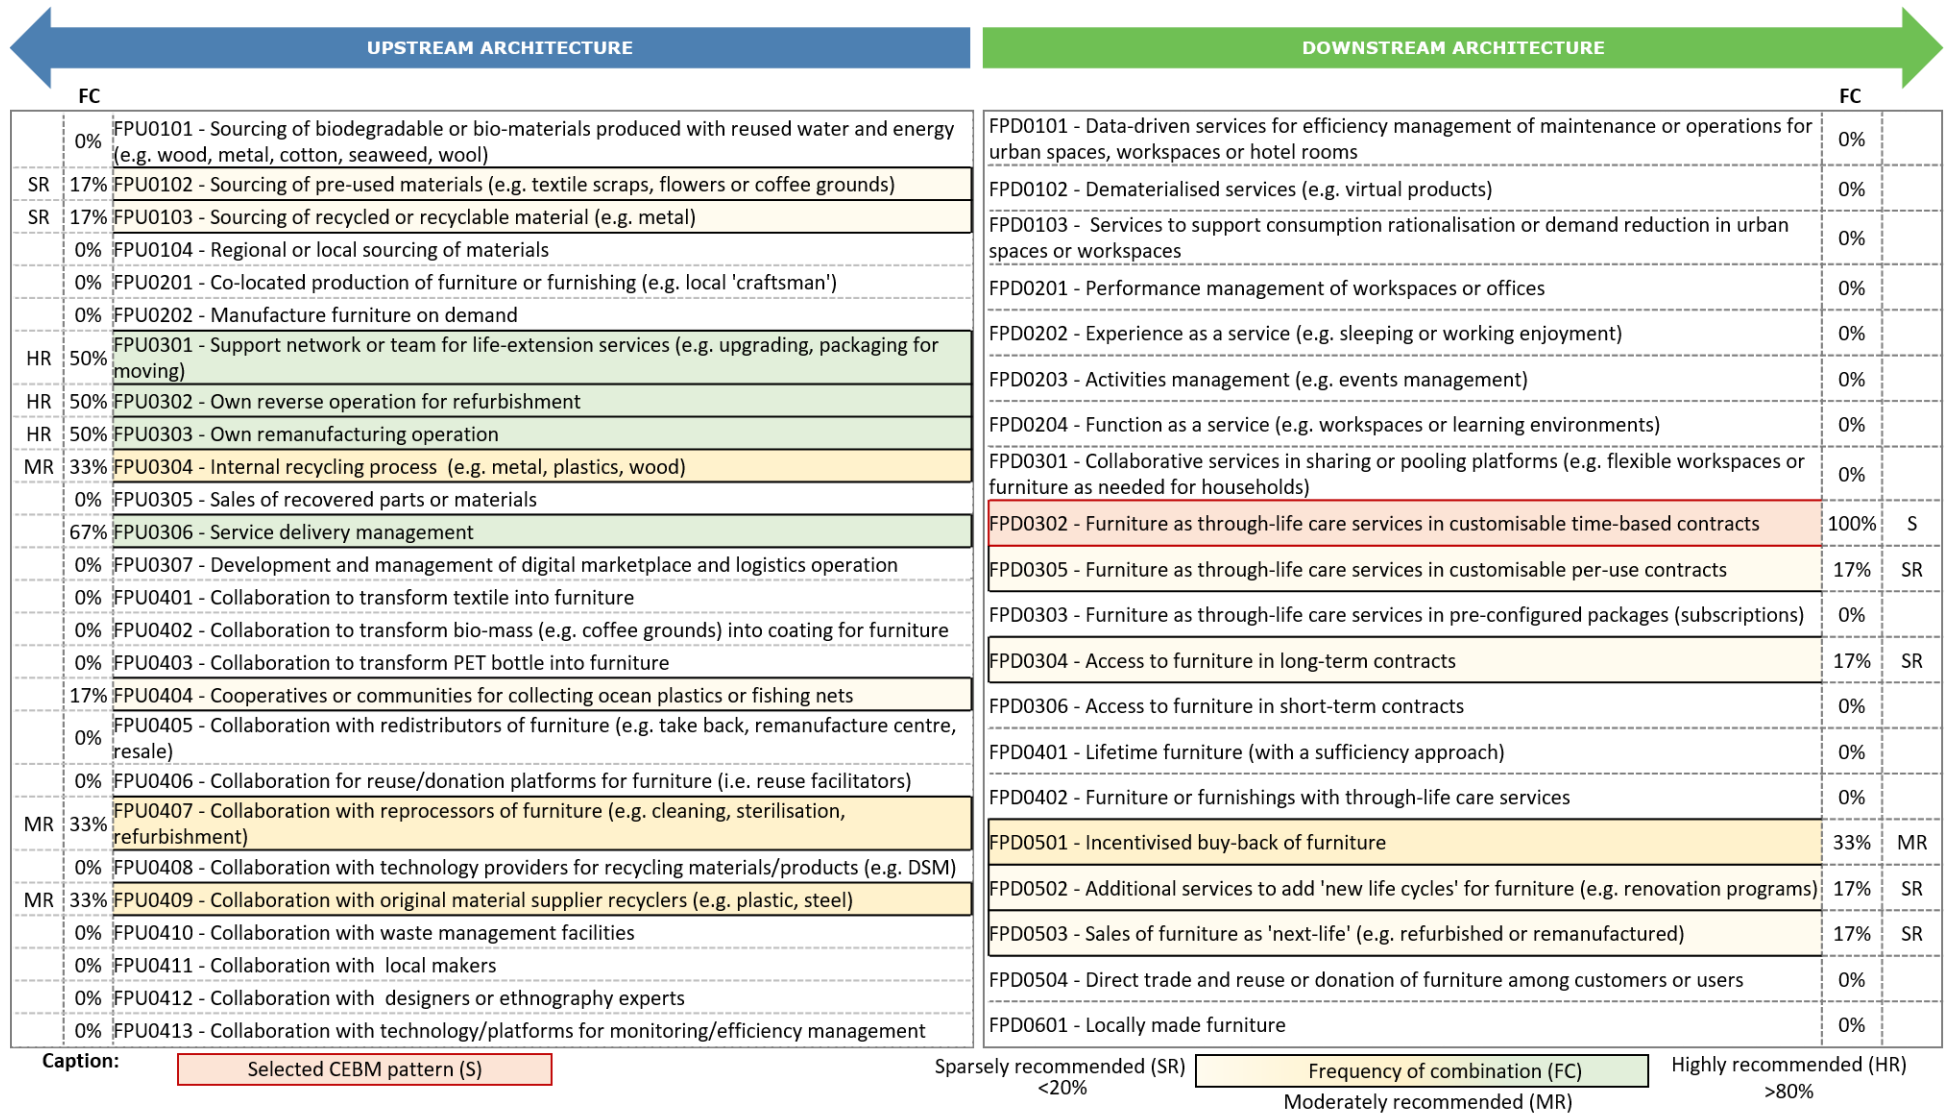 UPSTREAM ARCHITECTURE
FC
0% FPU0101 - Sourcing of biodegradable or bio-materials produced with reused water and energy
(e.g. wood, metal, cotton, seaweed, wool)
SR 17% FPU0102 - Sourcing of pre-used materials (e.g. textile scraps, flowers or coffee grounds)
SR 17% FPU0103 - Sourcing of recycled or recyclable material (e.g. metal)
0% FPU0104 - Regional or local sourcing of materials
0% FPU0201 - Co-located production of furniture or furnishing (e.g. local 'craftsman')
0% FPU0202 - Manufacture furniture on demand
HR 50% FPU0301 - Support network or team for life-extension services (e.g. upgrading, packaging for
moving)
HR 50% FPU0302 - Own reverse operation for refurbishment
HR 50% FPU0303 - Own remanufacturing operation
MR 33% FPU0304 - Internal recycling process (e.g. metal, plastics, wood)
0% FPU0305 - Sales of recovered parts or materials
67% FPU0306 - Service delivery management
0% FPU0307 - Development and management of digital marketplace and logistics operation
0% FPU0401 - Collaboration to transform textile into furniture
0% FPU0402 - Collaboration to transform bio-mass (e.g. coffee grounds) into coating for furniture
0% FPU0403 - Collaboration to transform PET bottle into furniture
17% FPU0404 - Cooperatives or communities for collecting ocean plastics or fishing nets
0% FPU0405 - Collaboration with redistributors of furniture (e.g. take back, remanufacture centre,
resale)
0% FPU0406 - Collaboration for reuse/donation platforms for furniture (i.e. reuse facilitators)
MR 33% FPU0407 - Collaboration with reprocessors of furniture (e.g. cleaning, sterilisation,
refurbishment)
0% FPU0408 - Collaboration with technology providers for recycling materials/products (e.g. DSM)
MR 33% FPU0409 - Collaboration with original material supplier recyclers (e.g. plastic, steel)
0% FPU0410 - Collaboration with waste management facilities
0% FPU0411 - Collaboration with local makers
0% FPU0412 - Collaboration with designers or ethnography experts
0% FPU0413 - Collaboration with technology/platforms for monitoring/efficiency management
DOWNSTREAM ARCHITECTURE
FC
FPD0101 - Data-driven services for efficiency management of maintenance or operations for
urban spaces, workspaces or hotel rooms 0%
FPD0102 - Dematerialised services (e.g. virtual products) 0%
FPD0103 - Services to support consumption rationalisation or demand reduction in urban
spaces or workspaces 0%
FPD0201 - Performance management of workspaces or offices 0%
FPD0202 - Experience as a service (e.g. sleeping or working enjoyment) 0%
FPD0203 - Activities management (e.g. events management) 0%
FPD0204 - Function as a service (e.g. workspaces or learning environments) 0%
FPD0301 - Collaborative services in sharing or pooling platforms (e.g. flexible workspaces or
furniture as needed for households) 0%
FPD0302 - Furniture as through-life care services in customisable time-based contracts 100% S
FPD0305 - Furniture as through-life care services in customisable per-use contracts 17% SR
FPD0303 - Furniture as through-life care services in pre-configured packages (subscriptions) 0%
FPD0304 - Access to furniture in long-term contracts 17% SR
FPD0306 - Access to furniture in short-term contracts 0%
FPD0401 - Lifetime furniture (with a sufficiency approach) 0%
FPD0402 - Furniture or furnishings with through-life care services 0%
FPD0501 - Incentivised buy-back of furniture 33% MR
FPD0502 - Additional services to add 'new life cycles' for furniture (e.g. renovation programs) 17% SR
FPD0503 - Sales of furniture as 'next-life' (e.g. refurbished or remanufactured) 17% SR
FPD0504 - Direct trade and reuse or donation of furniture among customers or users 0%
FPD0601 - Locally made furniture 0%
Caption:
Selected CEBM pattern (S)
Sparsely recommended (SR)
<20%
Frequency of combination (FC)
Moderately recommended (MR)
Highly recommended (HR)
>80%